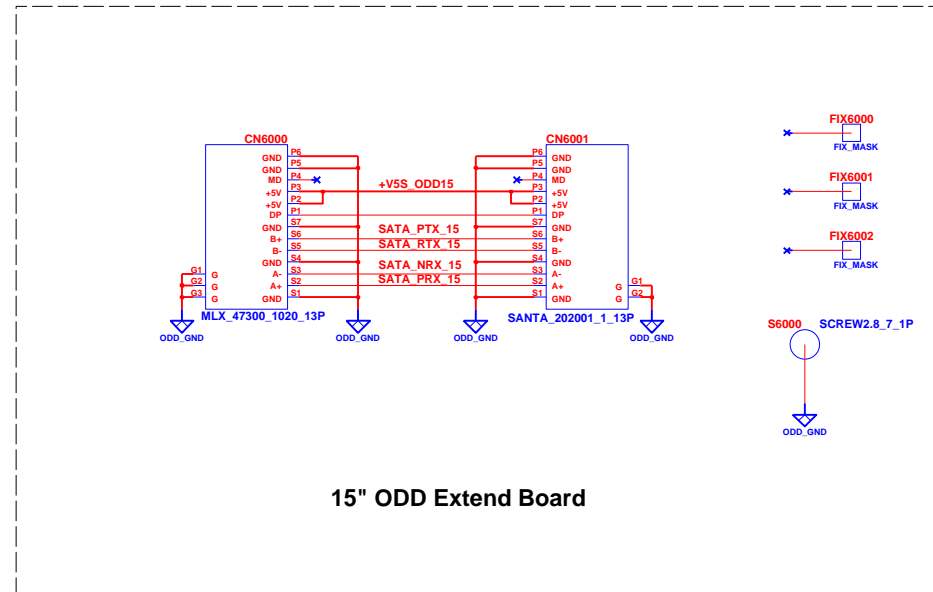 CN6000
P6
GND
P5
GND
P4
MD
P3
+5V
P2
+5V
P1
DP
S7
GND
S6
B+
S5
B-
S4
GND
S3
A-
S2
A+
S1
GND
G1
G
G2
G
G3
G
MLX_47300_1020_13P
ODD_GND
ODD_GND
+V5S_ODD15
SATA_PTX_15
SATA_RTX_15
SATA_NRX_15
SATA_PRX_15
CN6001
P6
GND
P5
GND
P4
MD
P3
+5V
P2
+5V
P1
DP
S7
GND
S6
B+
S5
B-
S4
GND
S3
A-
S2
A+
S1
GND
G
G1
G
G2
SANTA_202001_1_13P
ODD_GND
ODD_GND
FIX6000
FIX_MASK
FIX6001
FIX_MASK
FIX6002
FIX_MASK
S6000
SCREW2.8_7_1P
ODD_GND
15" ODD Extend Board